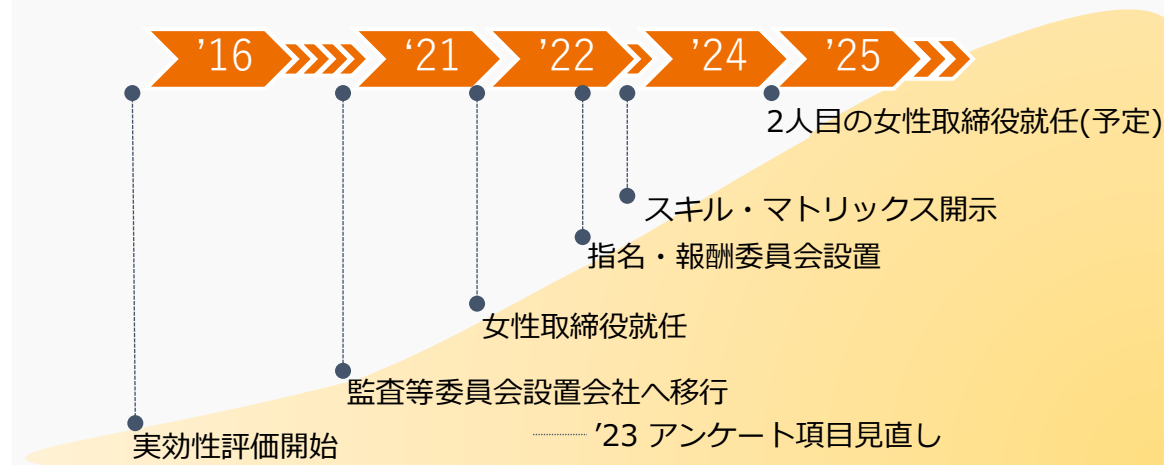 ’16
‘21
’22
’24
’25
2人目の女性取締役就任(予定)
スキル・マトリックス開示
指名・報酬委員会設置
女性取締役就任
監査等委員会設置会社へ移行
’23 アンケート項目見直し
実効性評価開始